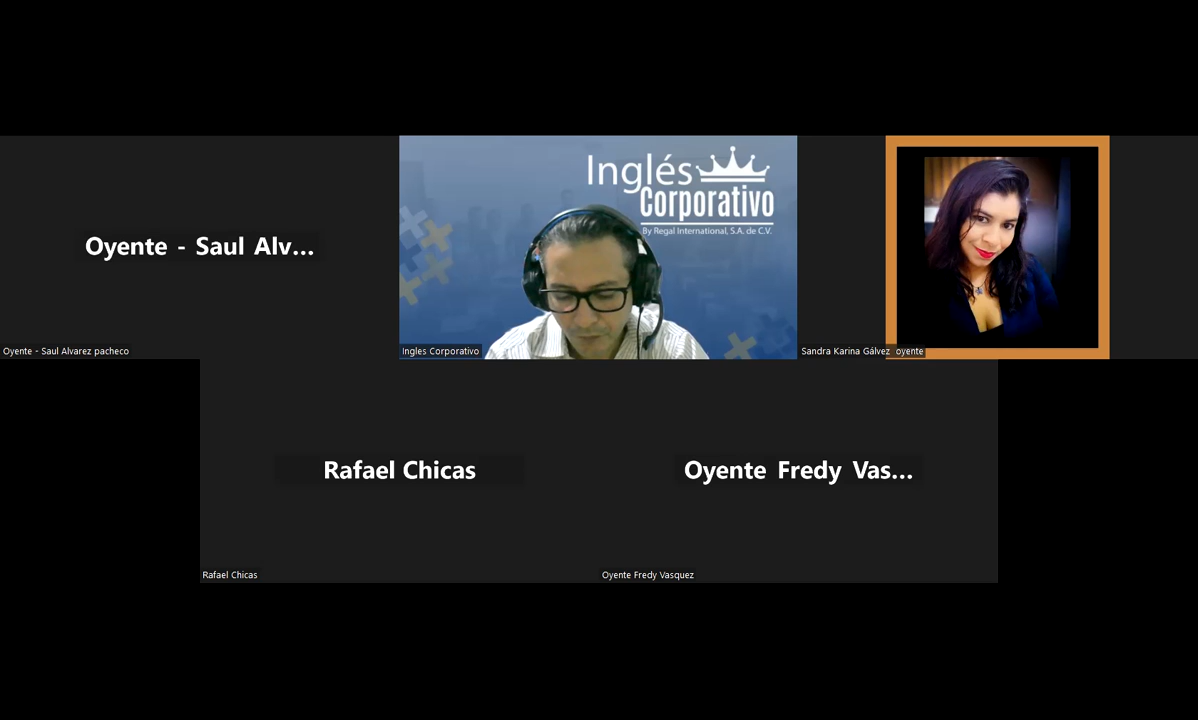 Oyente - Saul Alv...
Oyente - Saul Alvarez pacheco
Inglés
Corporativo
By Regal International, S.A. de C.V.
Ingles Corporativo
Sandra Karina Gálvez oyente
Rafael Chicas
Oyente Fredy Vas...
Rafael Chicas
Oyente Fredy Vasquez